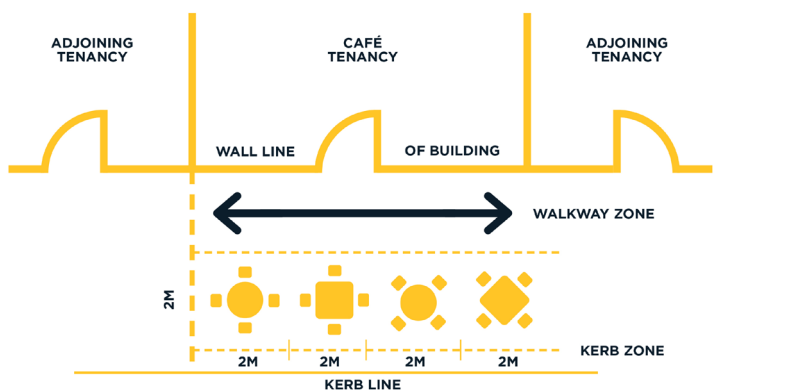 ADJOINING
TENANCY
CAFÉ
TENANCY
ADJOINING
TENANCY
WALL LINE
OF BUILDING
WALKWAY ZONE
2M
KERB ZONE
2M
2M
2M
2M
KERB LINE